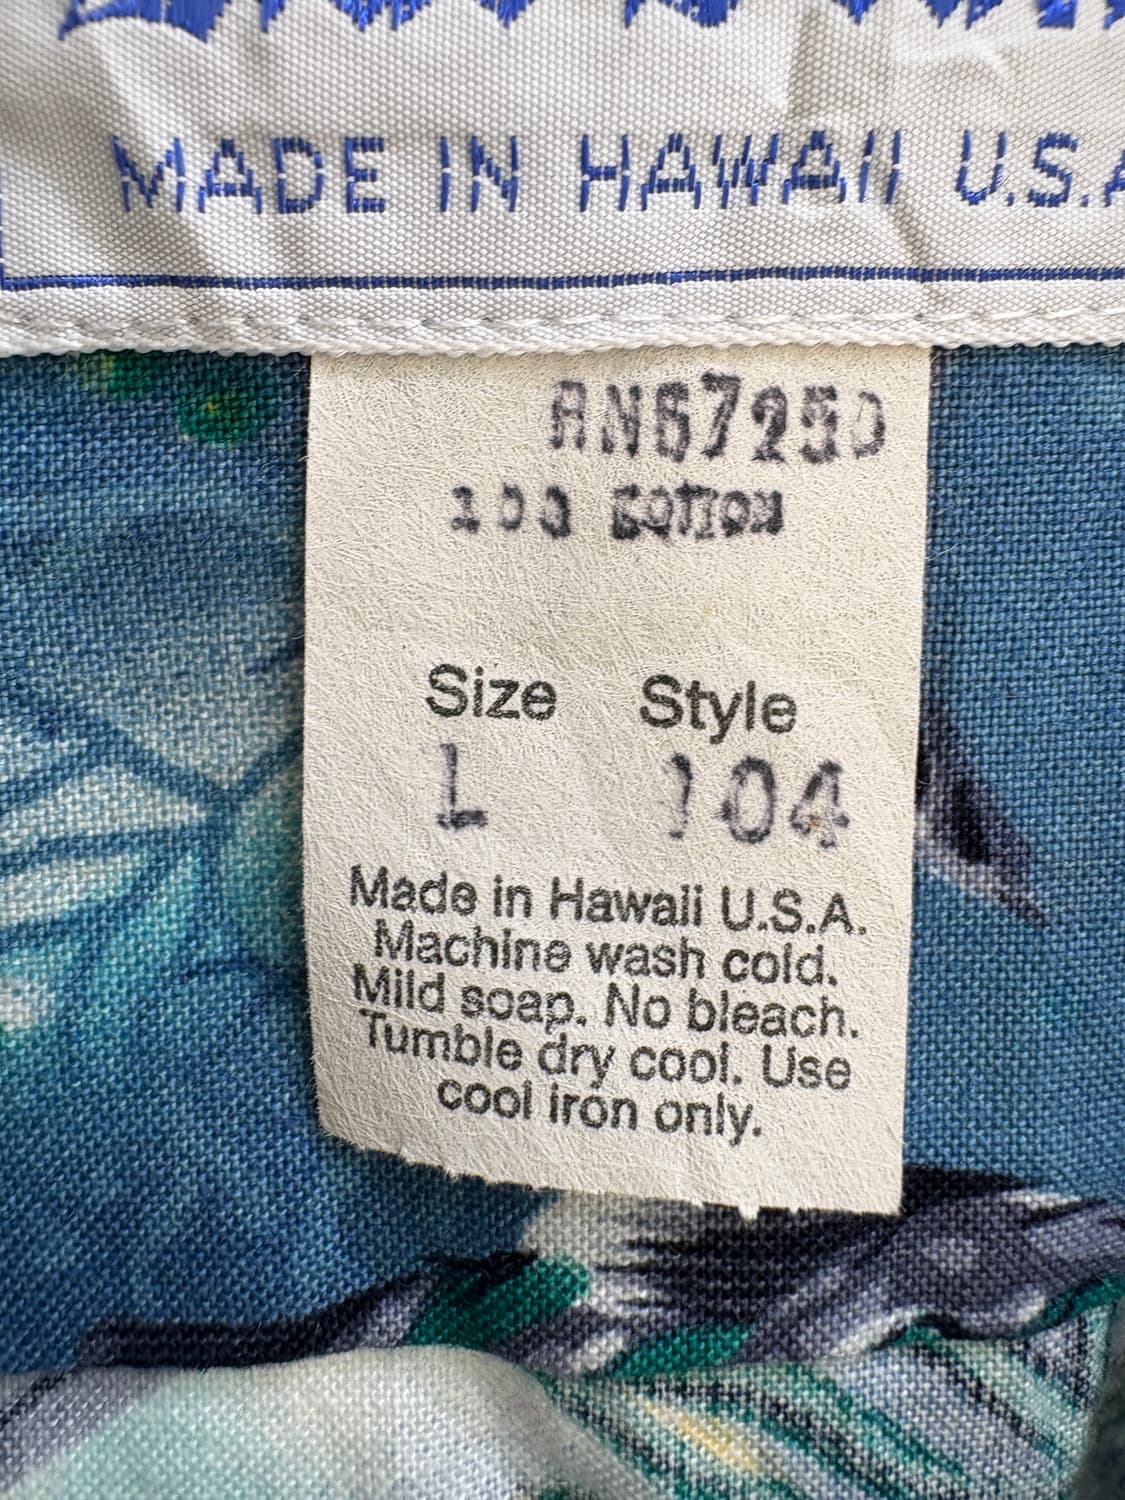 MADE IN HAWAII U.S.A
RN67250
100 COTTON
Size Style
L 104
Made in Hawaii U.S.A.
Machine wash cold.
Mild soap. No bleach.
Tumble dry cool. Use
cool iron only.